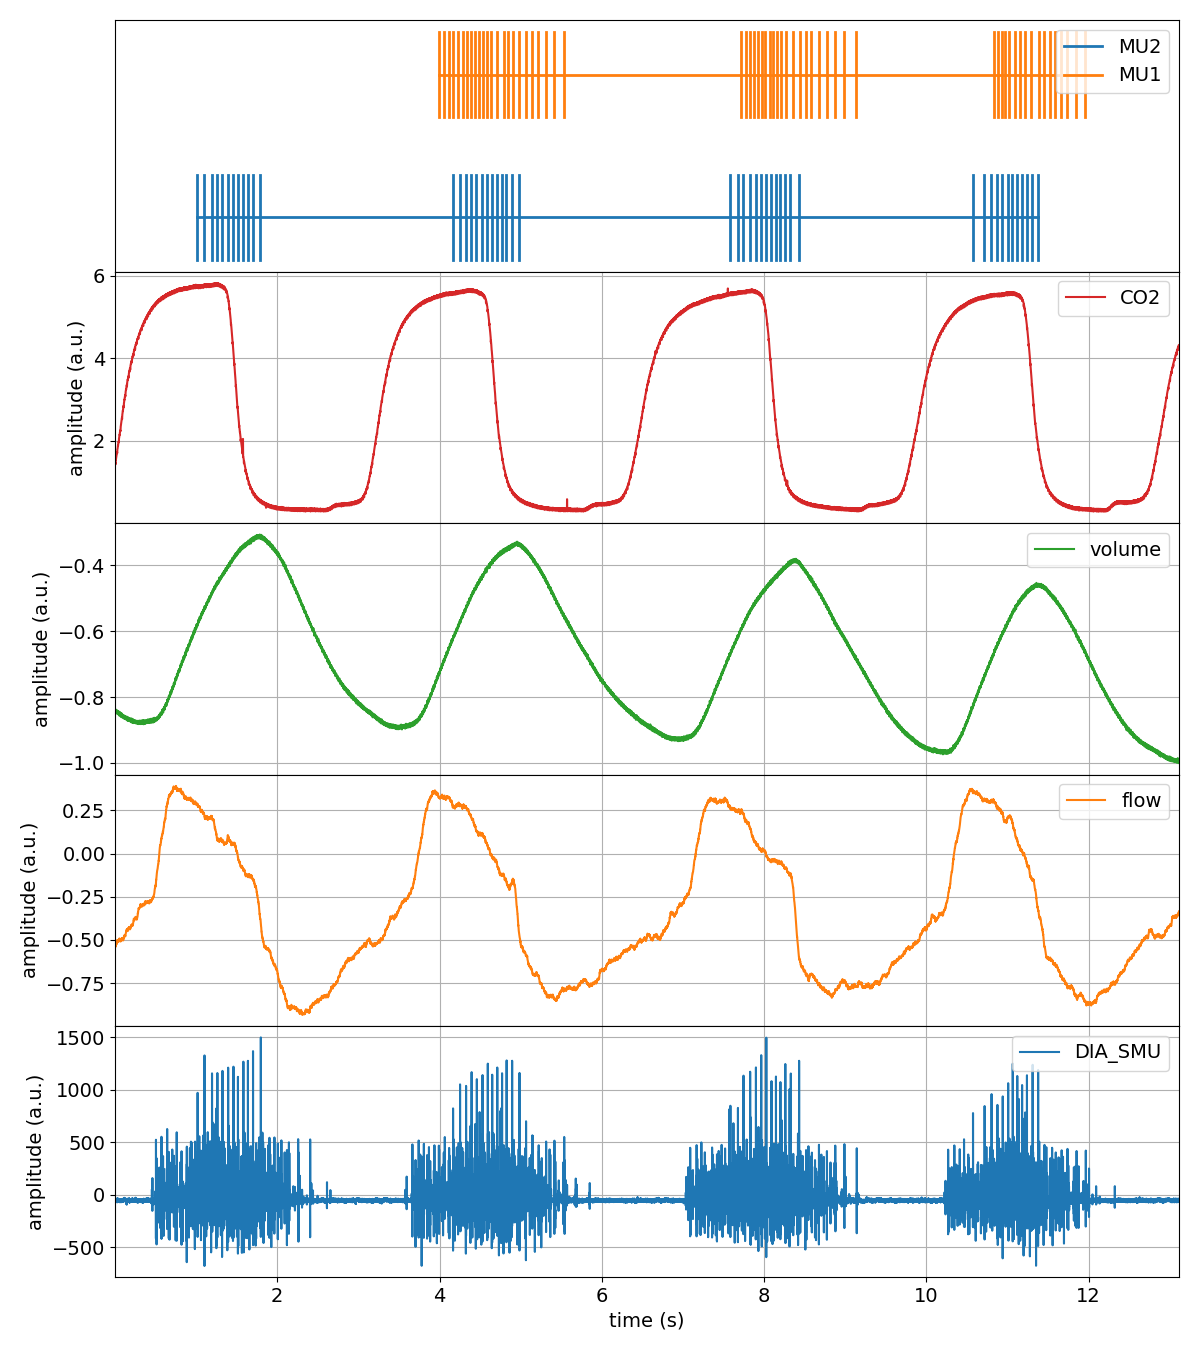 MU2
MU1
6
4
2
amplitude (a.u.)
CO2
−0.4
−0.6
−0.8
−1.0
amplitude (a.u.)
volume
0.25
0.00
−0.25
−0.50
−0.75
amplitude (a.u.)
flow
1500
1000
500
0
−500
amplitude (a.u.)
DIA_SMU
2 4 6 8 10 12
time (s)